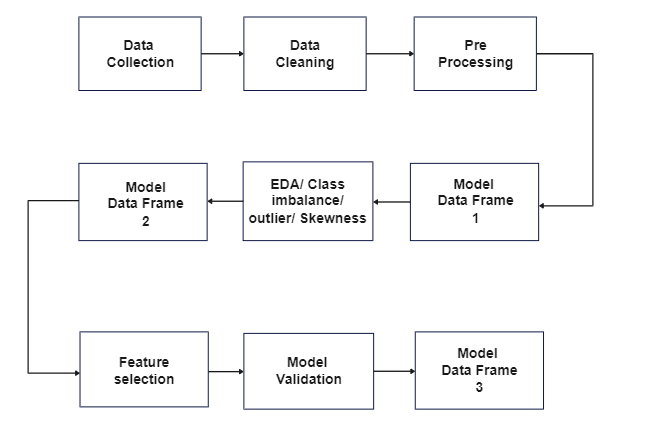 Data
Collection
Data
Cleaning
Pre
Processing
Model
Data Frame
2
EDA/ Class
imbalance/
outlier/ Skewness
Model
Data Frame
1
Feature
selection
Model
Validation
Model
Data Frame
3